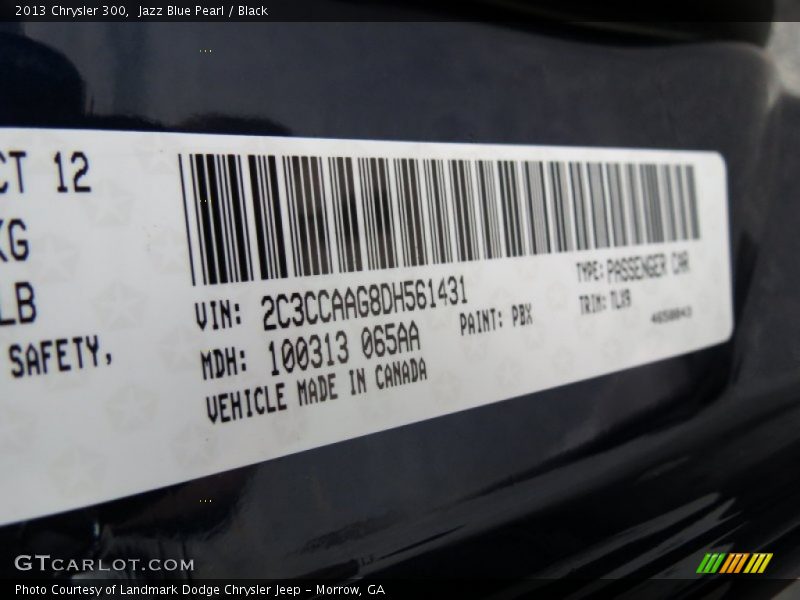 2013 Chrysler 300, Jazz Blue Pearl / Black
CT 12
KG
LB
SAFETY,
VIN: 2C3CCAAG8DH561431
TYPE: PASSENGER CAR
MDH: 100313 065AA
PAINT: PBX
TRIM: TLX9
VEHICLE MADE IN CANADA
GTCARLOT.COM
Photo Courtesy of Landmark Dodge Chrysler Jeep - Morrow, GA